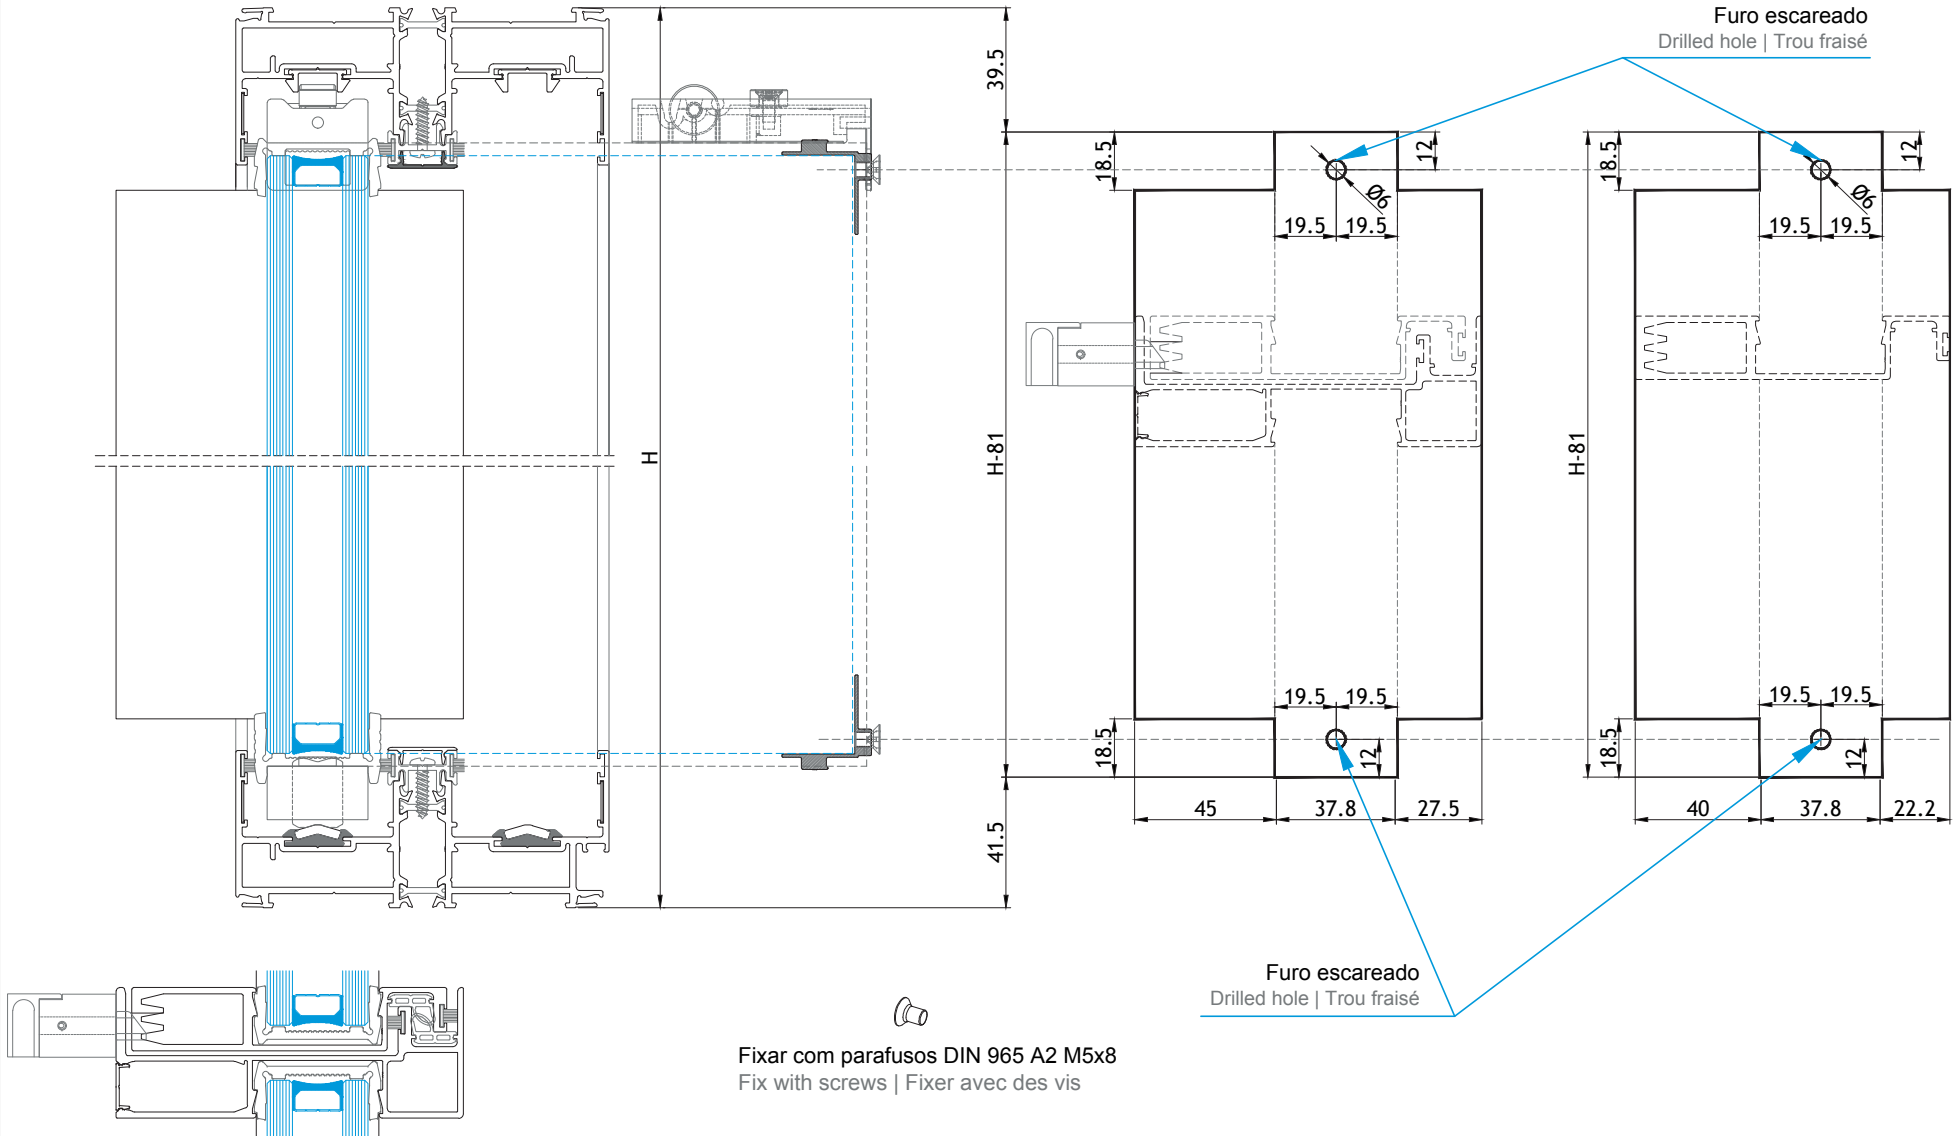 Furo escareado
Drilled hole | Trou fraisé
39.5
18.5
12
Ø6
19.5 19.5
18.5
12
Ø6
19.5 19.5
H
H-81
H-81
19.5 19.5
18.5
12
19.5 19.5
18.5
12
45 37.8 27.5
40 37.8 22.2
41.5
Furo escareado
Drilled hole | Trou fraisé
Fixar com parafusos DIN 965 A2 M5x8
Fix with screws | Fixer avec des vis